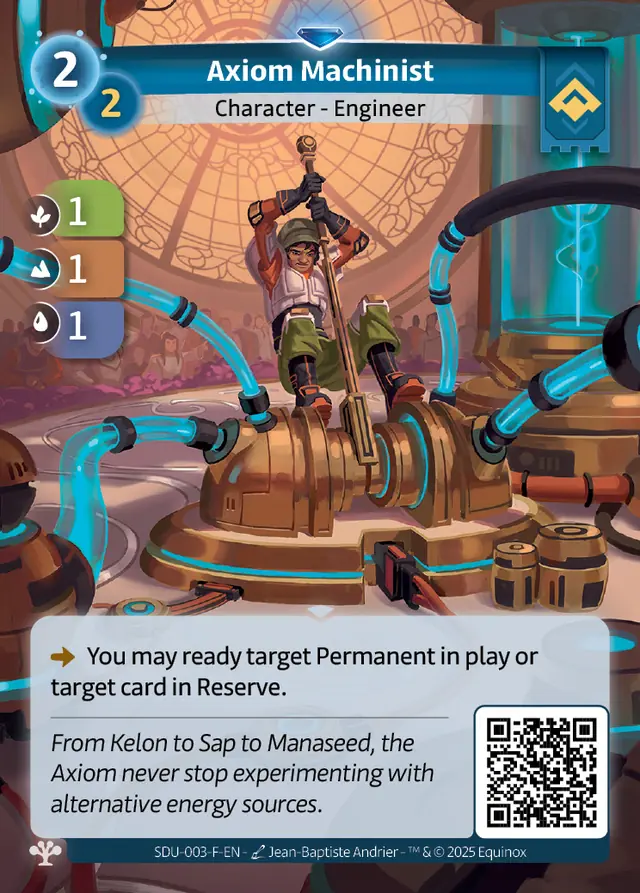 2
Axiom Machinist
2
Character - Engineer
1
1
1
You may ready target Permanent in play or
target card in Reserve.
From Kelon to Sap to Manaseed, the
Axiom never stop experimenting with
alternative energy sources.
SDU-003-F-EN - Jean-Baptiste Andrier - ™ & © 2025 Equinox